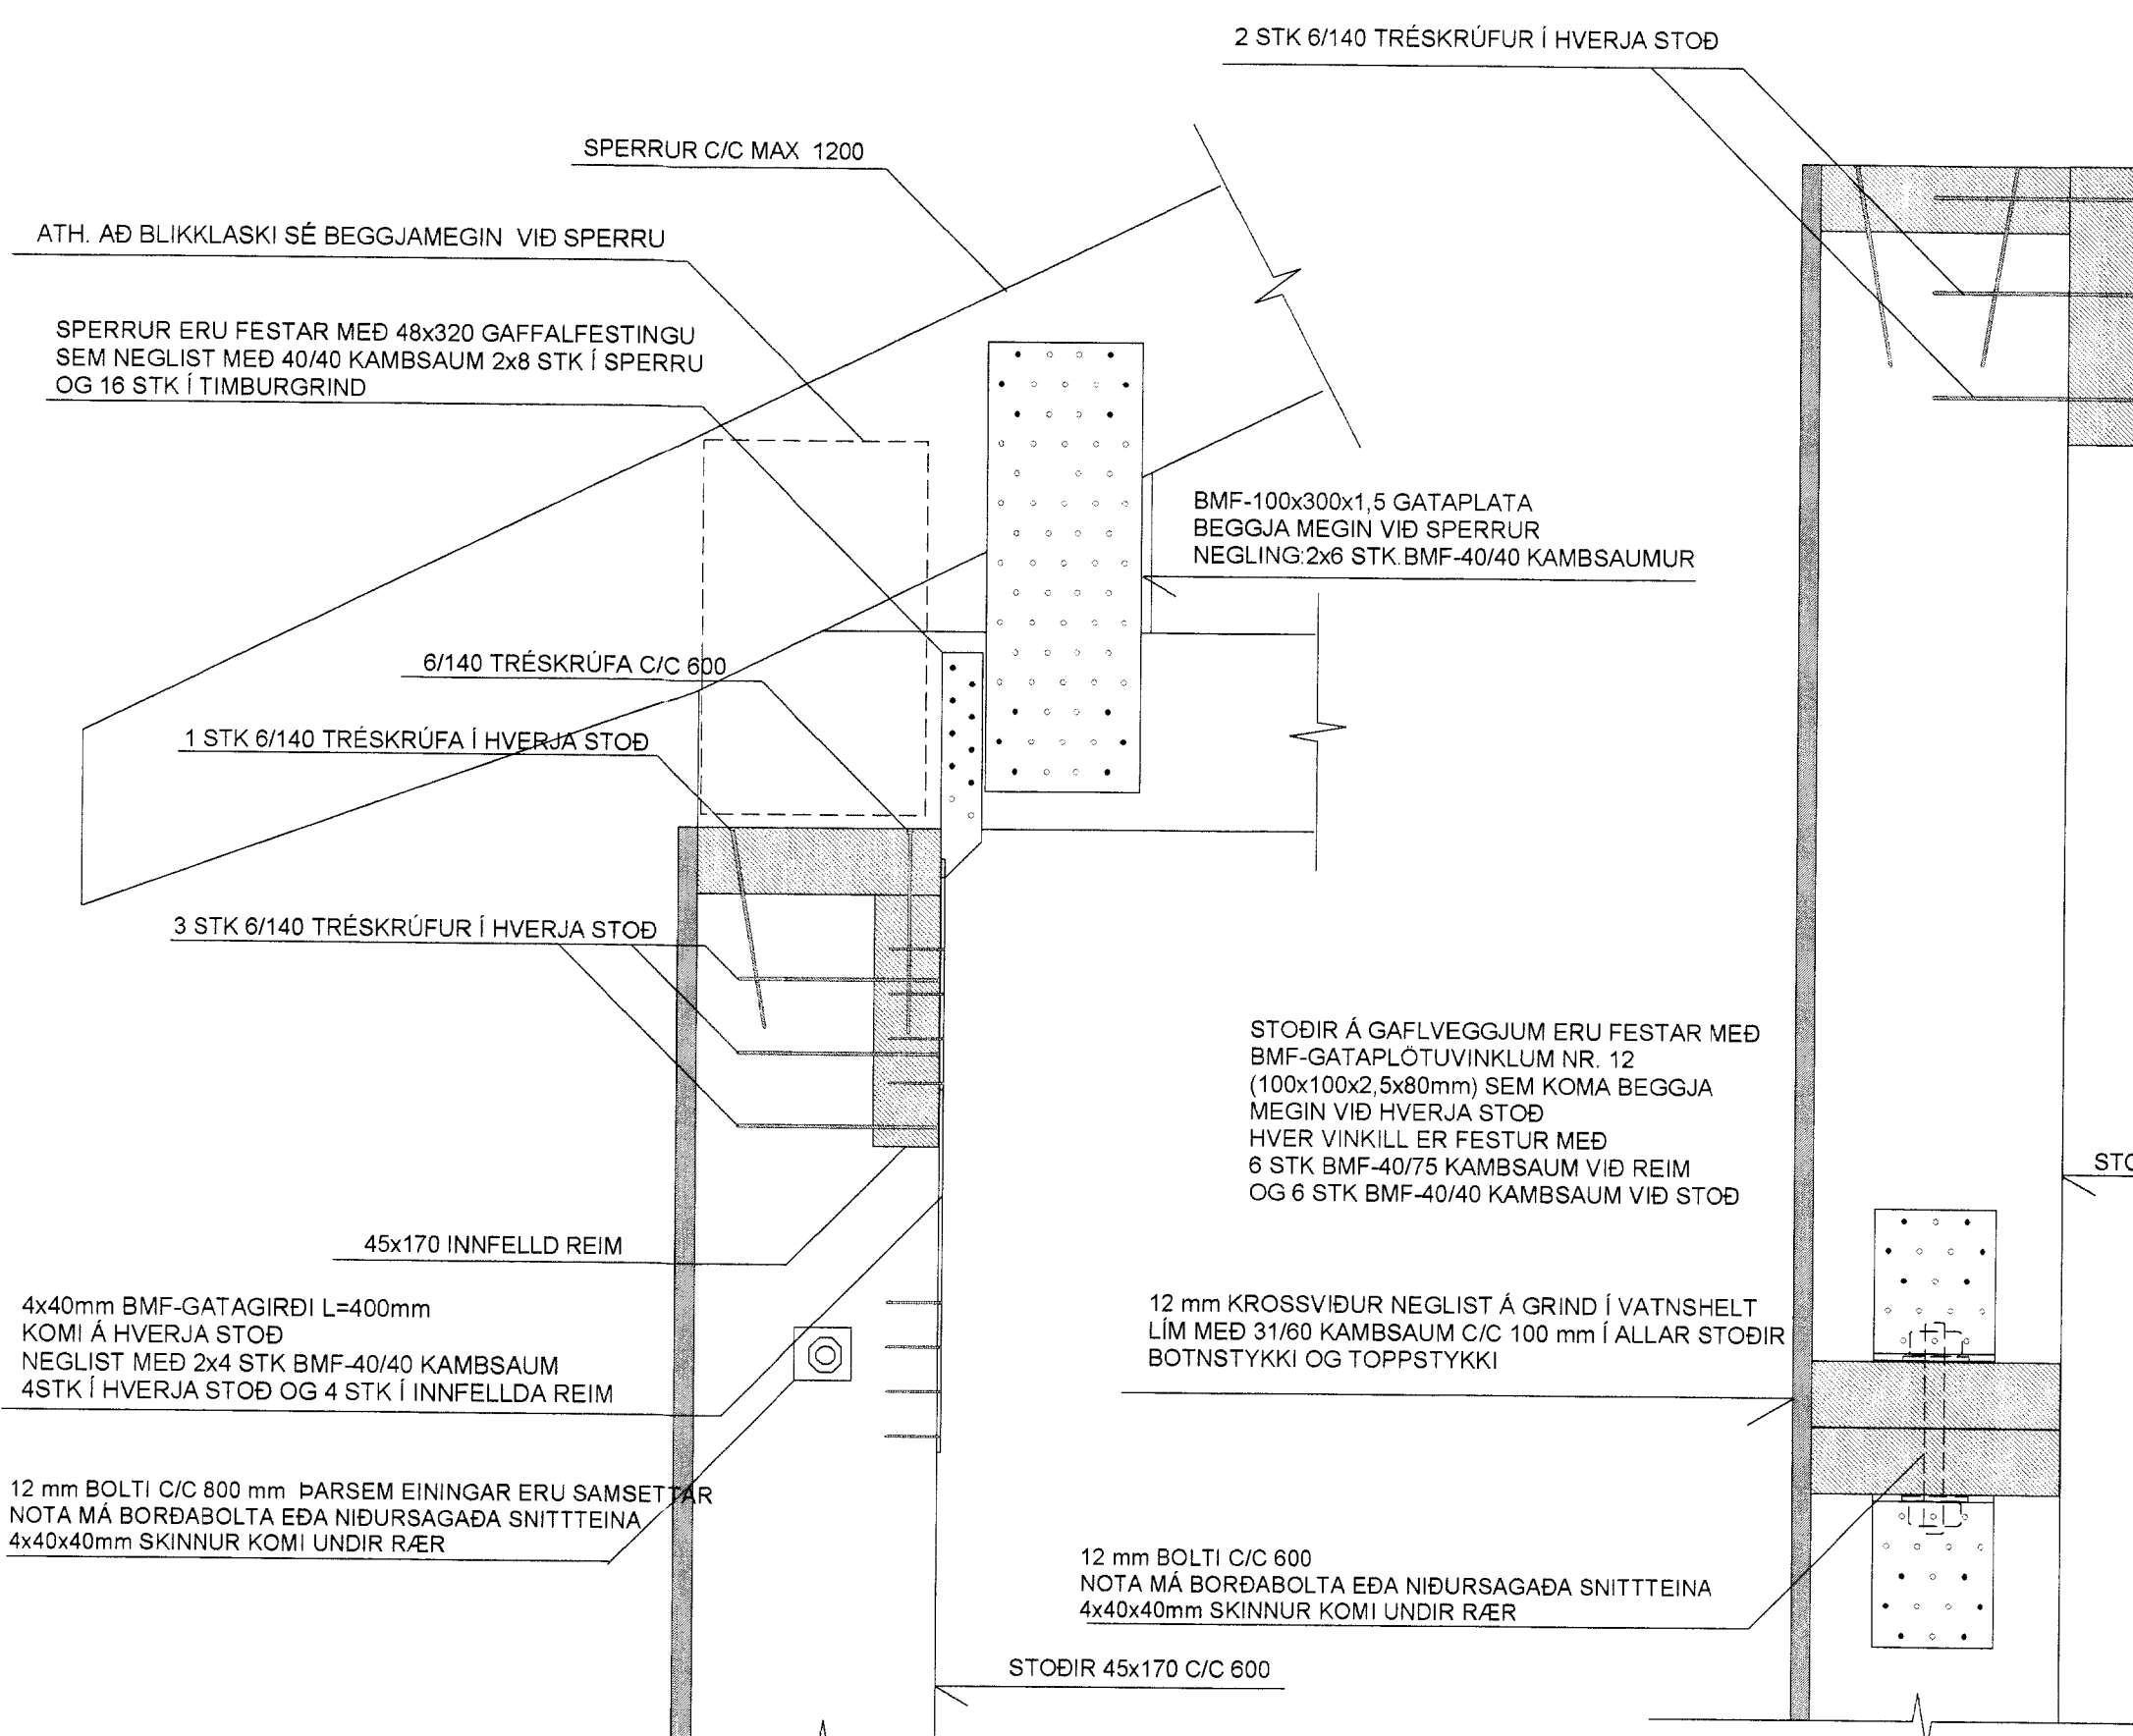 2 STK 6/140 TRÉSKRÚFUR Í HVERJA STOÐ
SPERRUR C/C MAX 1200
ATH. AÐ BLIKKLASKI SÉ BEGGJAMEGIN VIÐ SPERRU
SPERRUR ERU FESTAR MEÐ 48x320 GAFFALFESTINGU
SEM NEGLIST MEÐ 40/40 KAMBSAUM 2x8 STK Í SPERRU
OG 16 STK Í TIMBURGRIND
BMF-100x300x1,5 GATAPLATA
BEGGJA MEGIN VIÐ SPERRUR
NEGLING:2x6 STK.BMF-40/40 KAMBSAUMUR
6/140 TRÉSKRÚFA C/C 600
1 STK 6/140 TRÉSKRÚFA Í HVERJA STOÐ
3 STK 6/140 TRÉSKRÚFUR Í HVERJA STOÐ
STOÐIR Á GAFLVEGGJUM ERU FESTAR MEÐ
BMF-GATAPLÖTUVINKLUM NR. 12
(100x100x2,5x80mm) SEM KOMA BEGGJA
MEGIN VIÐ HVERJA STOÐ
HVER VINKILL ER FESTUR MEÐ
6 STK BMF-40/75 KAMBSAUM VIÐ REIM
OG 6 STK BMF-40/40 KAMBSAUM VIÐ STOÐ
STO
45x170 INNFELLD REIM
4x40mm BMF-GATAGIRÐI L=400mm
KOMI Á HVERJA STOÐ
NEGLIST MEÐ 2x4 STK BMF-40/40 KAMBSAUM
4STK Í HVERJA STOÐ OG 4 STK Í INNFELLDA REIM
12 mm KROSSVIÐUR NEGLIST Á GRIND Í VATNSHELT
LÍM MEÐ 31/60 KAMBSAUM C/C 100 mm Í ALLAR STOÐIR
BOTNSTYKKI OG TOPPSTYKKI
12 mm BOLTI C/C 800 mm ÞARSEM EININGAR ERU SAMSETTAR
NOTA MÁ BORÐABOLTA EÐA NIÐURSAGAÐA SNITTTEINA
4x40x40mm SKINNUR KOMI UNDIR RÆR
12 mm BOLTI C/C 600
NOTA MÁ BORÐABOLTA EÐA NIÐURSAGAÐA SNITTTEINA
4x40x40mm SKINNUR KOMI UNDIR RÆR
STOÐIR 45x170 C/C 600